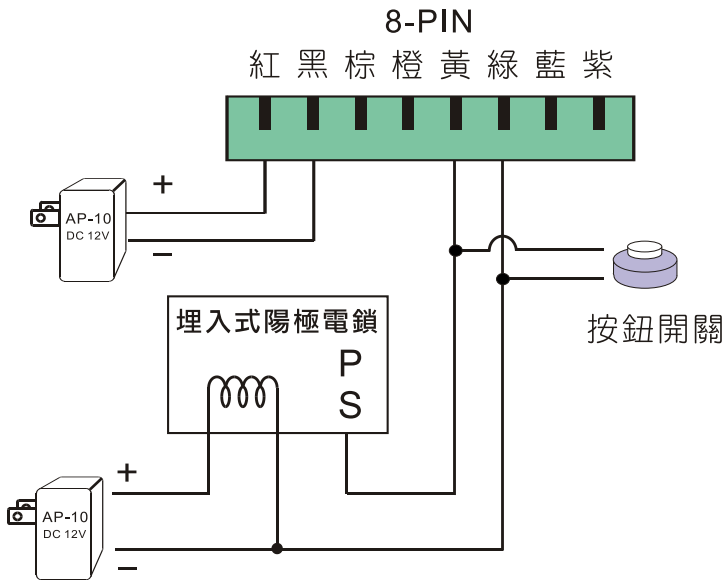 8-PIN
紅 黑 棕 橙 黃 綠 藍 紫
+
AP-10
DC 12V
−
按鈕開關
埋入式陽極電鎖
P
S
+
AP-10
DC 12V
−